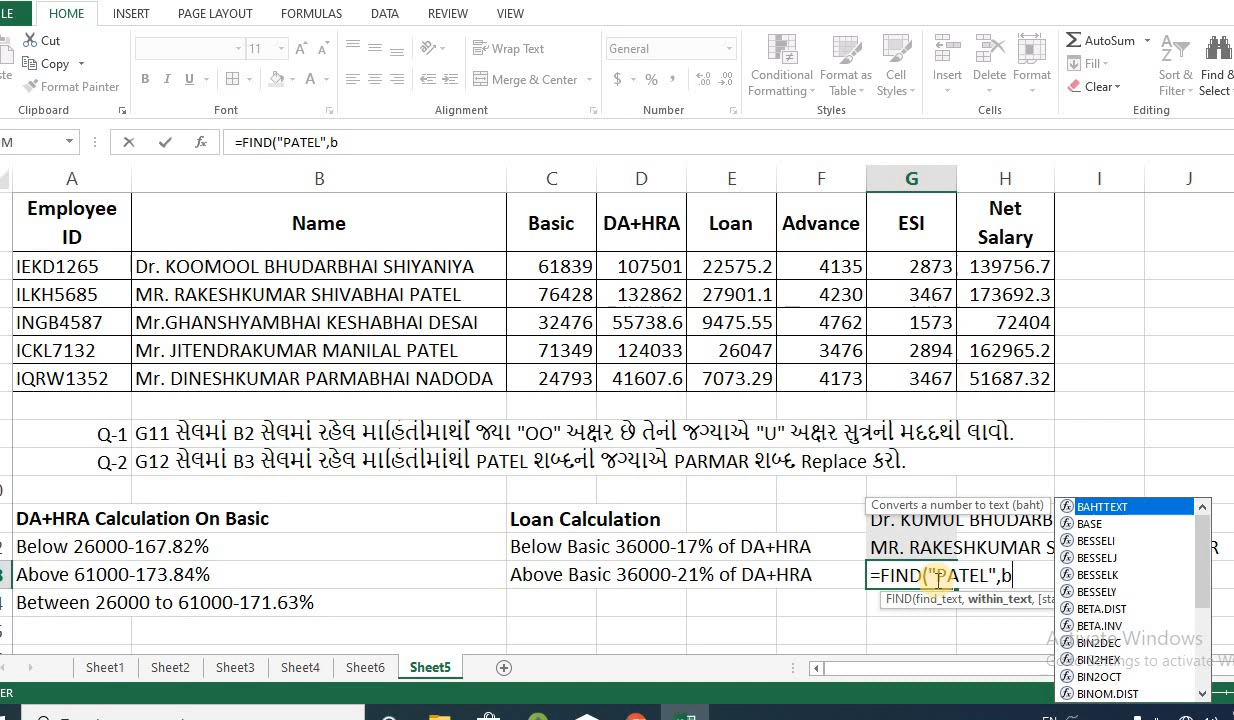 LE HOME INSERT PAGE LAYOUT FORMULAS DATA REVIEW VIEW
Cut
Copy
Format Painter
Clipboard
11
B I U
Font
Wrap Text
Merge & Center
Alignment
General
$ % ,
Number
Conditional Formatting
Format as Table
Cell Styles
Styles
Insert Delete Format
Cells
AutoSum
Fill
Clear
Sort & Filter
Find & Select
Editing
M =FIND("PATEL",b
A B C D E F G H I J
Employee ID Name Basic DA+HRA Loan Advance ESI Net Salary
IEKD1265 Dr. KOOMOOL BHUDARBHAI SHIYANIYA 61839 107501 22575.2 4135 2873 139756.7
ILKH5685 MR. RAKESHKUMAR SHIVABHAI PATEL 76428 132862 27901.1 4230 3467 173692.3
INGB4587 Mr.GHANSHYAMBHAI KESHABHAI DESAI 32476 55738.6 9475.55 4762 1573 72404
ICKL7132 Mr. JITENDRAKUMAR MANILAL PATEL 71349 124033 26047 3476 2894 162965.2
IQRW1352 Mr. DINESHKUMAR PARMABHAI NADODA 24793 41607.6 7073.29 4173 3467 51687.32
Q-1 G11 સેલમાં B2 સેલમાં રહેલ માહિતીમાથીં જ્યા "OO" અક્ષર છે તેની જગ્યાએ "U" અક્ષર સુત્રની મદદથી લાવો.
Q-2 G12 સેલમાં B3 સેલમાં રહેલ માહિતીમાંથી PATEL શબ્દની જગ્યાએ PARMAR શબ્દ Replace કરો.
DA+HRA Calculation On Basic Loan Calculation Dr. KUMUL BHUDARB
Below 26000-167.82% Below Basic 36000-17% of DA+HRA MR. RAKESHKUMAR S R
Above 61000-173.84% Above Basic 36000-21% of DA+HRA =FIND("PATEL",b
Between 26000 to 61000-171.63%
Converts a number to text (baht)
FIND(find_text, within_text, [sta
BAHTTEXT
BASE
BESSELI
BESSELJ
BESSELK
BESSELY
BETA.DIST
BETA.INV
BIN2DEC
BIN2HEX
BIN2OCT
BINOM.DIST
Activate Windows
Settings to activate
Sheet1 Sheet2 Sheet3 Sheet4 Sheet6 Sheet5
ER